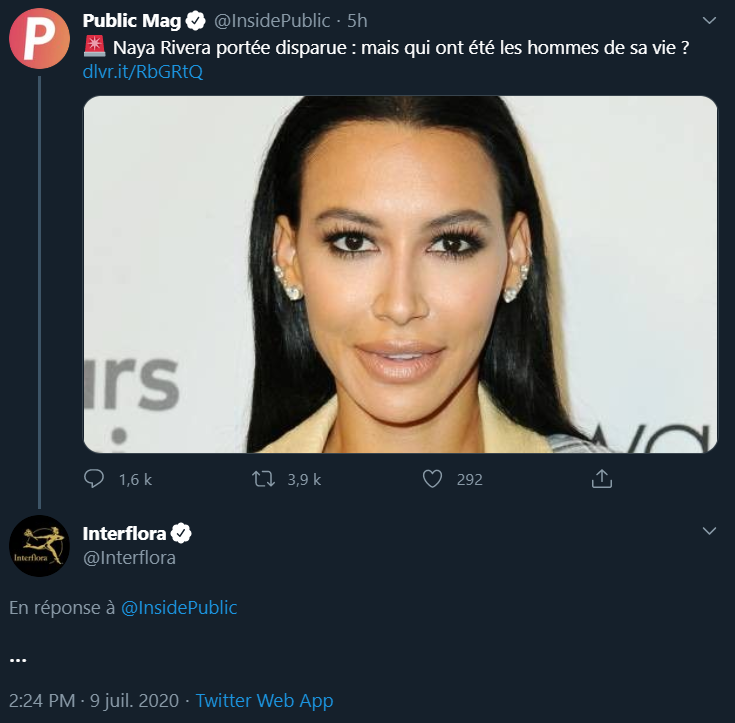 Public Mag @InsidePublic · 5h
🚨 Naya Rivera portée disparue : mais qui ont été les hommes de sa vie ?
dlvr.it/RbGRtQ
urs
wa
1,6 k 3,9 k 292
Interflora
@Interflora
Interflora
En réponse à @InsidePublic
...
2:24 PM · 9 juil. 2020 · Twitter Web App